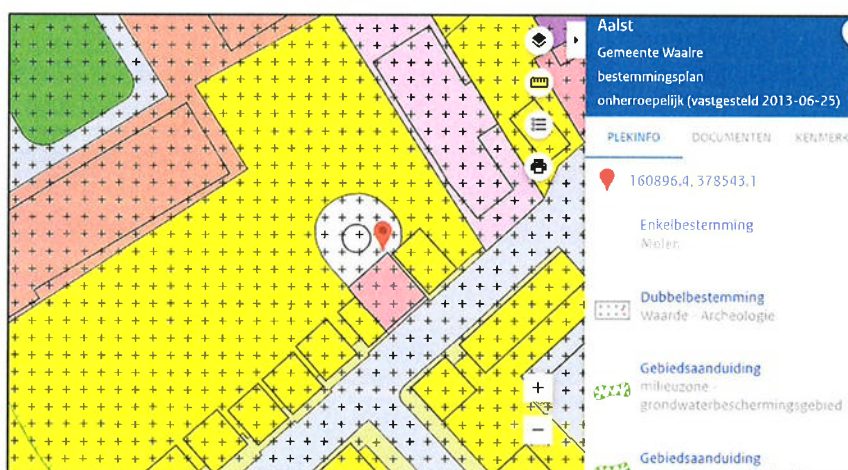 Aalst
Gemeente Waalre
bestemmingsplan
onherroepelijk (vastgesteld 2013-06-25)
PLEKINFO DOCUMENTEN KENMERK
160896.4, 378543.1
Enkelbestemming
Molen
Dubbelbestemming
Waarde - Archeologie
Gebiedsaanduiding
milieuzone -
grondwaterbeschermingsgebied
Gebiedsaanduiding